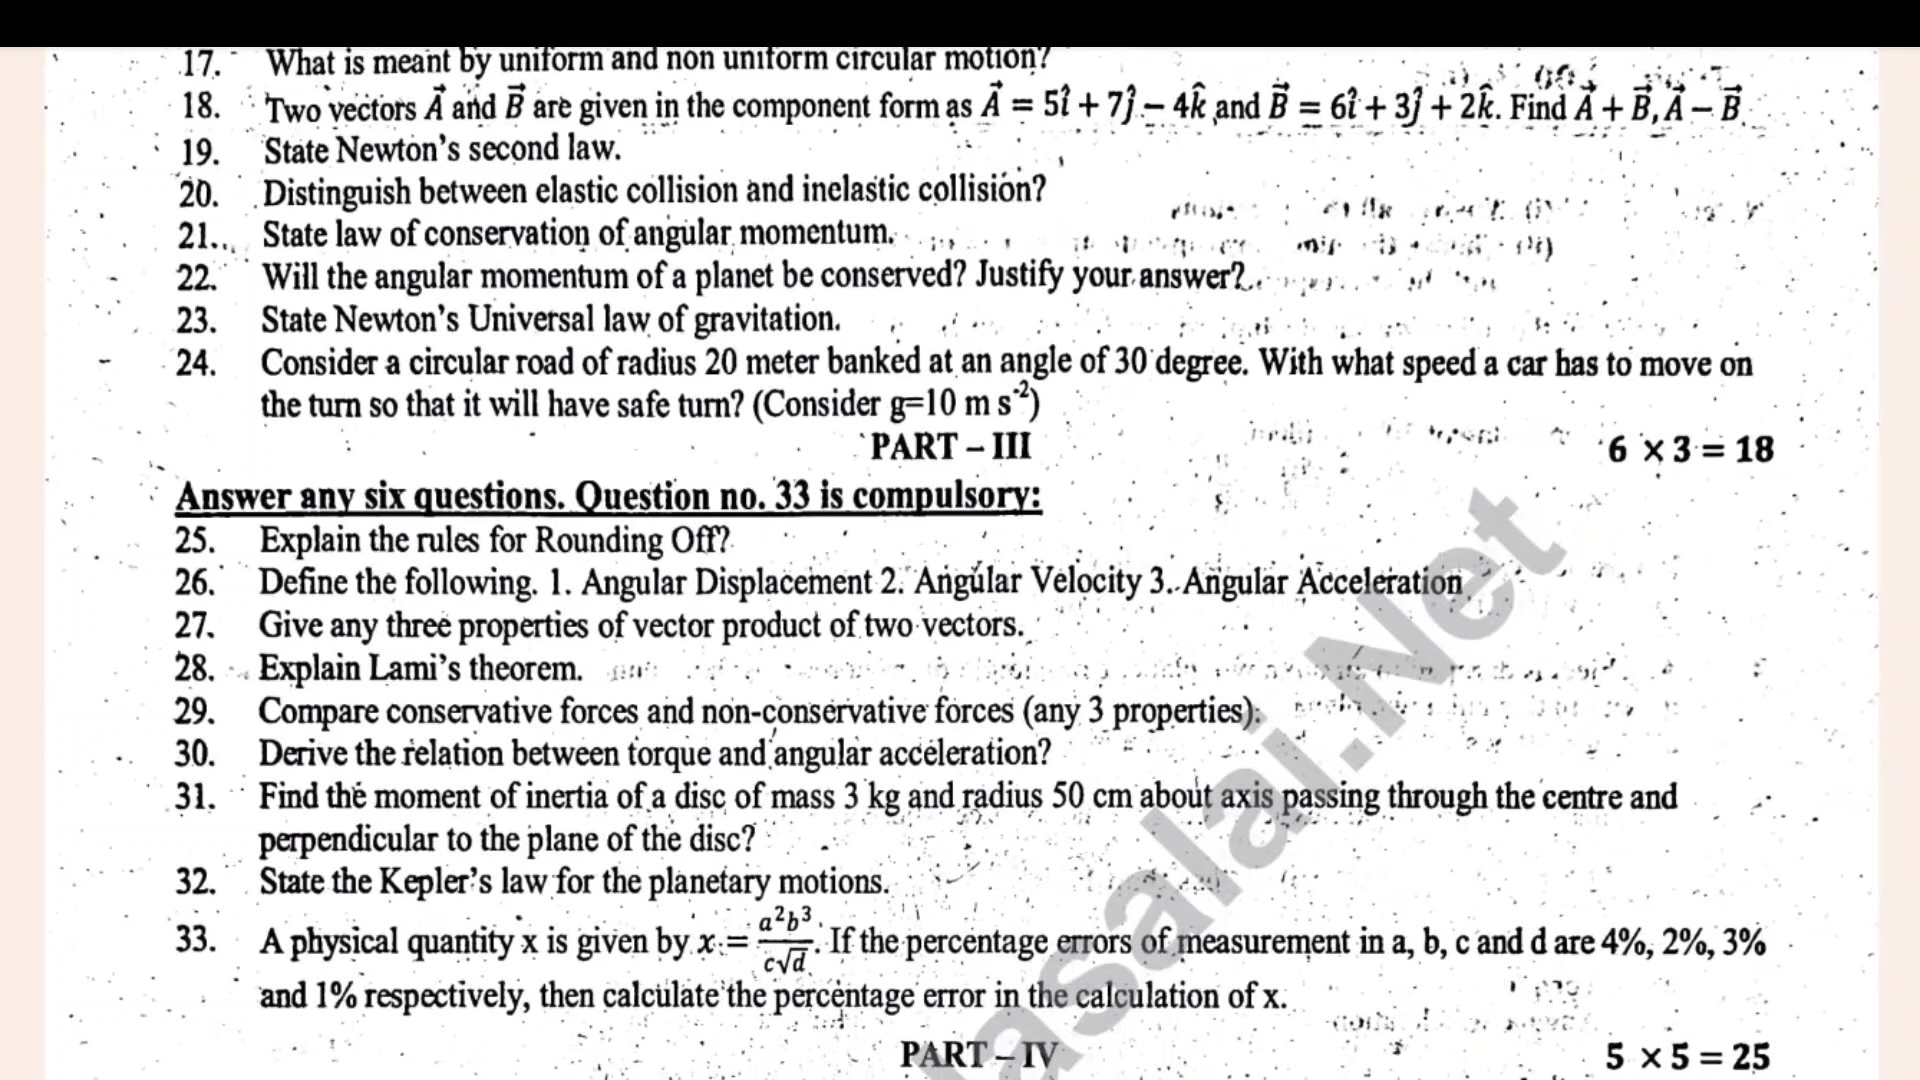 17. What is meant by uniform and non uniform circular motion?
18. Two vectors A⃗ and B⃗ are given in the component form as A⃗ = 5î + 7ĵ − 4k̂ and B⃗ = 6î + 3ĵ + 2k̂. Find A⃗ + B⃗, A⃗ − B⃗
19. State Newton's second law.
20. Distinguish between elastic collision and inelastic collision?
21. State law of conservation of angular momentum.
22. Will the angular momentum of a planet be conserved? Justify your answer?
23. State Newton's Universal law of gravitation.
24. Consider a circular road of radius 20 meter banked at an angle of 30 degree. With what speed a car has to move on
the turn so that it will have safe turn? (Consider g=10 m s⁻²)
PART – III 6 × 3 = 18
Answer any six questions. Question no. 33 is compulsory:
25. Explain the rules for Rounding Off?
26. Define the following. 1. Angular Displacement 2. Angular Velocity 3. Angular Acceleration
27. Give any three properties of vector product of two vectors.
28. Explain Lami's theorem.
29. Compare conservative forces and non-conservative forces (any 3 properties).
30. Derive the relation between torque and angular acceleration?
31. Find the moment of inertia of a disc of mass 3 kg and radius 50 cm about axis passing through the centre and
perpendicular to the plane of the disc?
32. State the Kepler's law for the planetary motions.
33. A physical quantity x is given by x = a²b³/c√d. If the percentage errors of measurement in a, b, c and d are 4%, 2%, 3%
and 1% respectively, then calculate the percentage error in the calculation of x.
PART – IV 5 × 5 = 25
asalai.Net